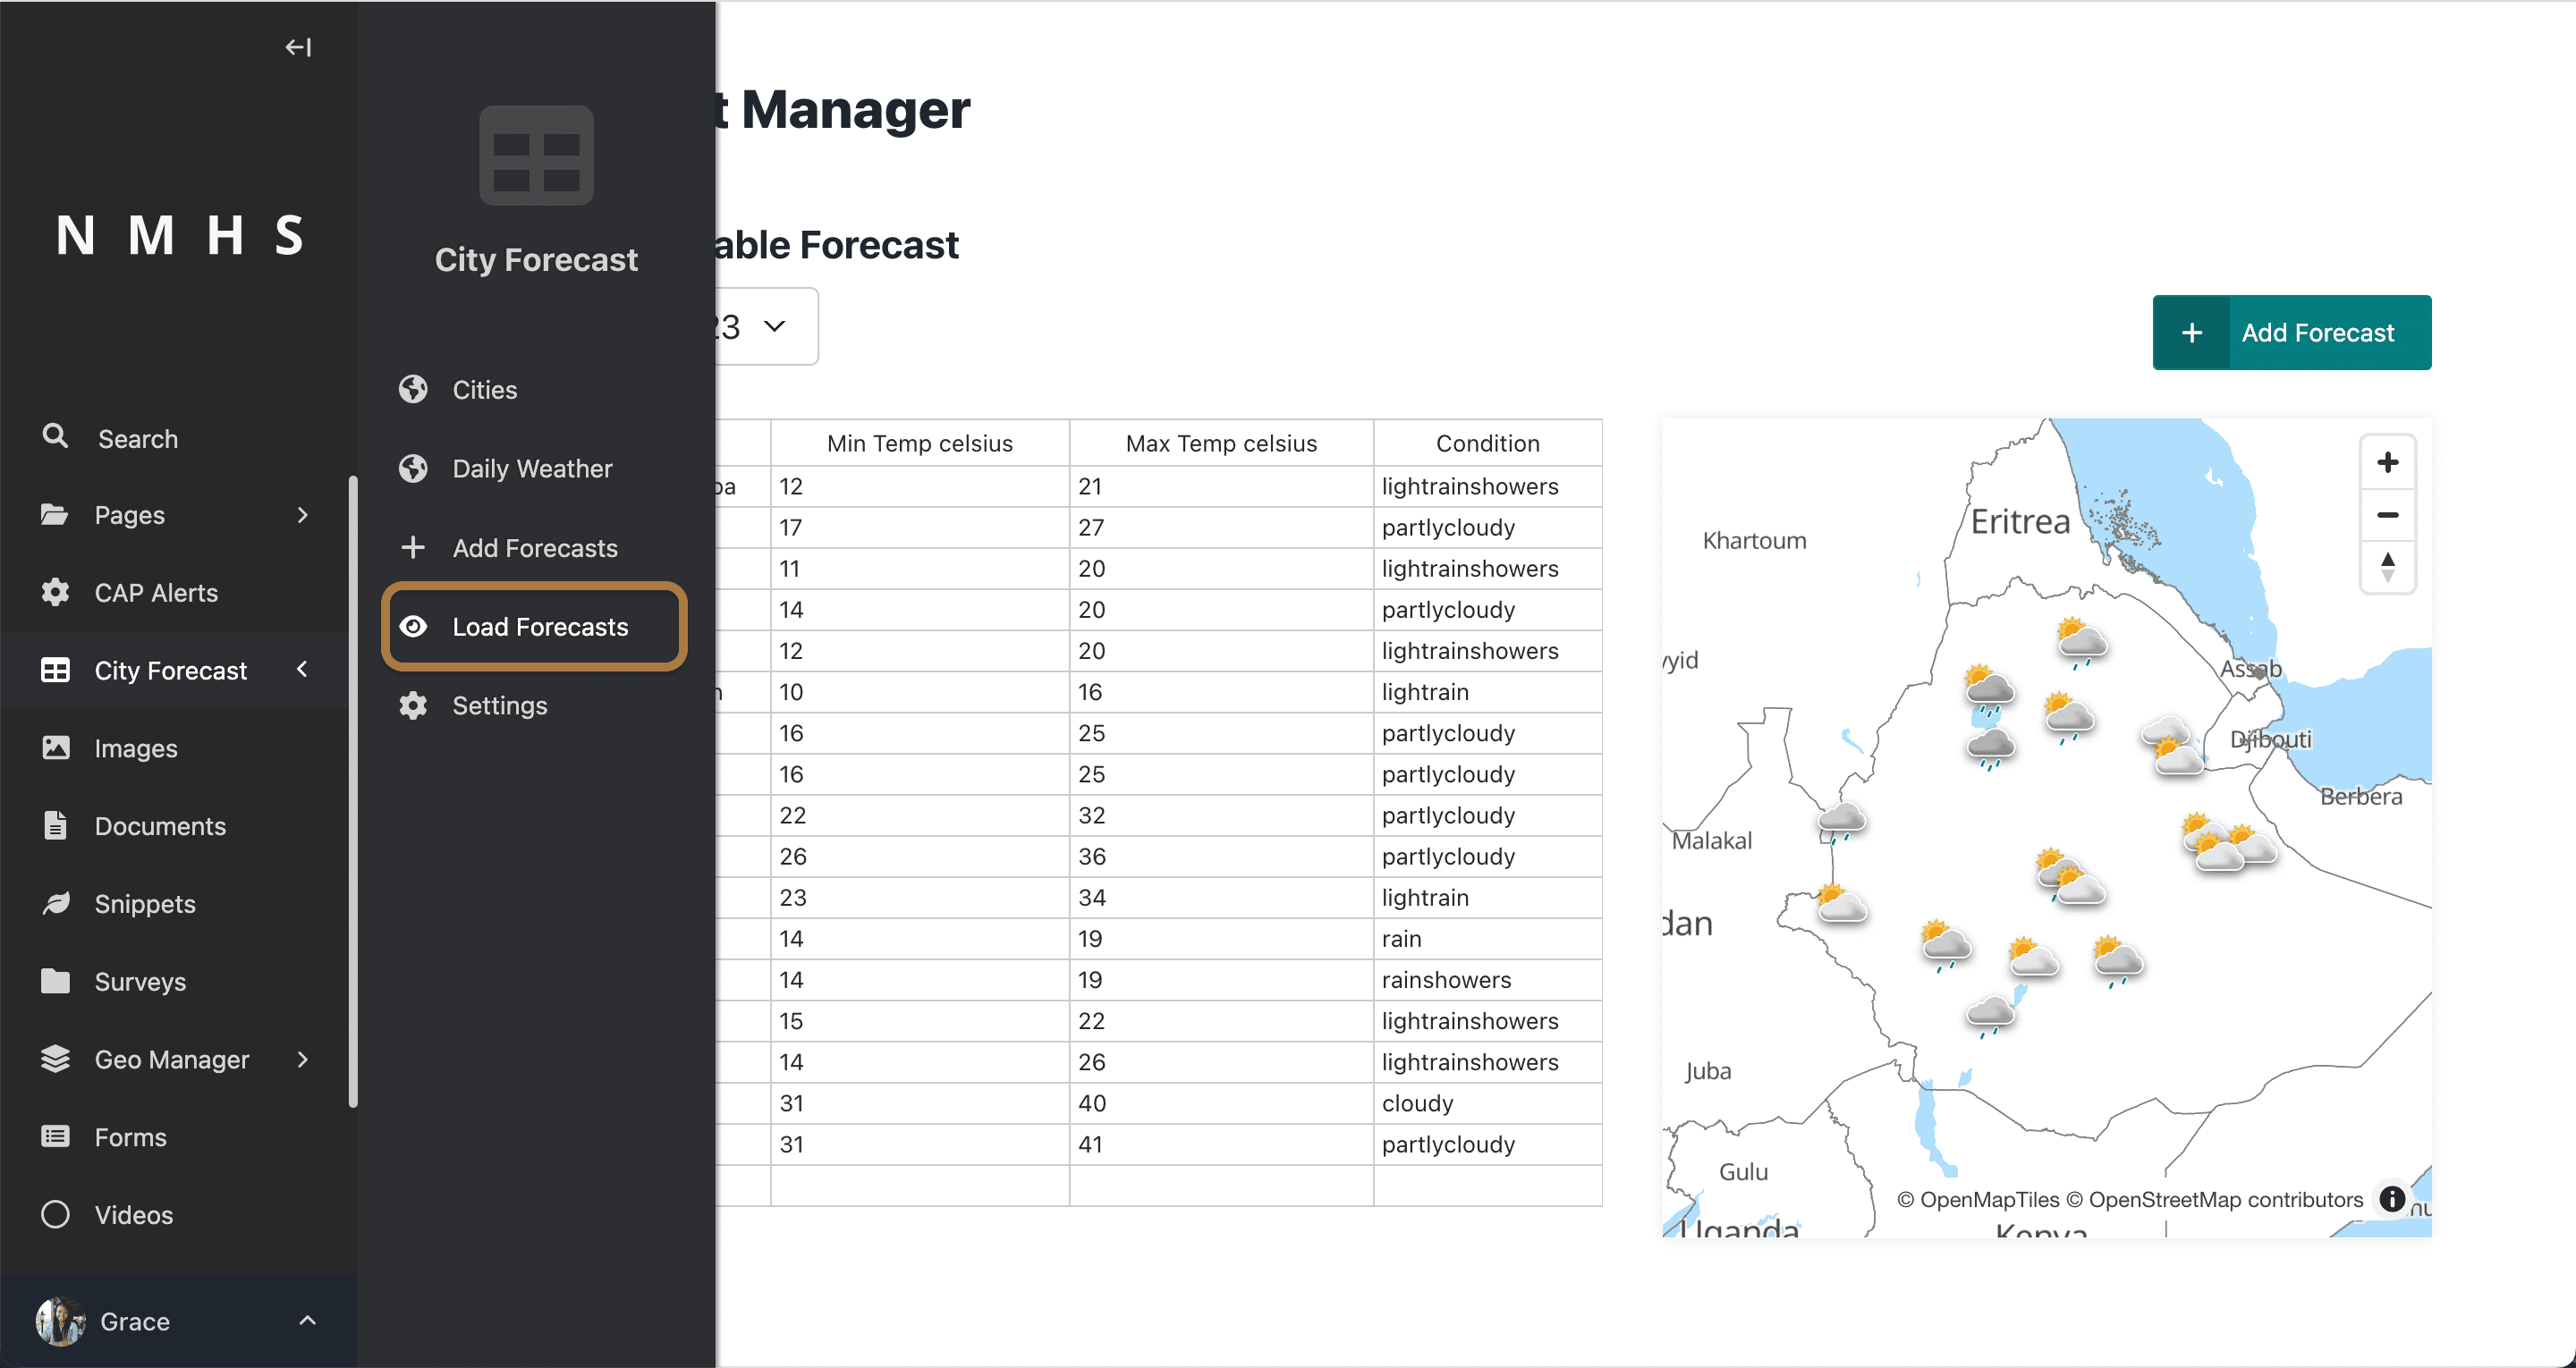 N M H S
Search
Pages
CAP Alerts
City Forecast
Images
Documents
Snippets
Surveys
Geo Manager
Forms
Videos
Grace
City Forecast
Cities
Daily Weather
Add Forecasts
Load Forecasts
Settings
t Manager
able Forecast
23
Add Forecast
Min Temp celsius Max Temp celsius Condition
ba 12 21 lightrainshowers
17 27 partlycloudy
11 20 lightrainshowers
14 20 partlycloudy
12 20 lightrainshowers
10 16 lightrain
16 25 partlycloudy
16 25 partlycloudy
22 32 partlycloudy
26 36 partlycloudy
23 34 lightrain
14 19 rain
14 19 rainshowers
15 22 lightrainshowers
14 26 lightrainshowers
31 40 cloudy
31 41 partlycloudy
Eritrea
Khartoum
yyid
Assab
Djibouti
Berbera
Malakal
dan
Juba
Gulu
© OpenMapTiles © OpenStreetMap contributors
Uganda
Kenya